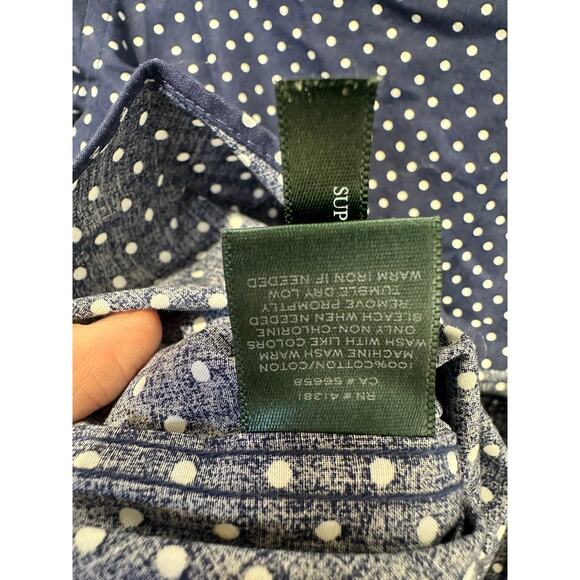 RN# 41381
CA# 56658
100%COTTON/COTON
MACHINE WASH WARM
WASH WITH LIKE COLORS
ONLY NON-CHLORINE
BLEACH WHEN NEEDED
REMOVE PROMPTLY
TUMBLE DRY LOW
WARM IRON IF NEEDED
SUP